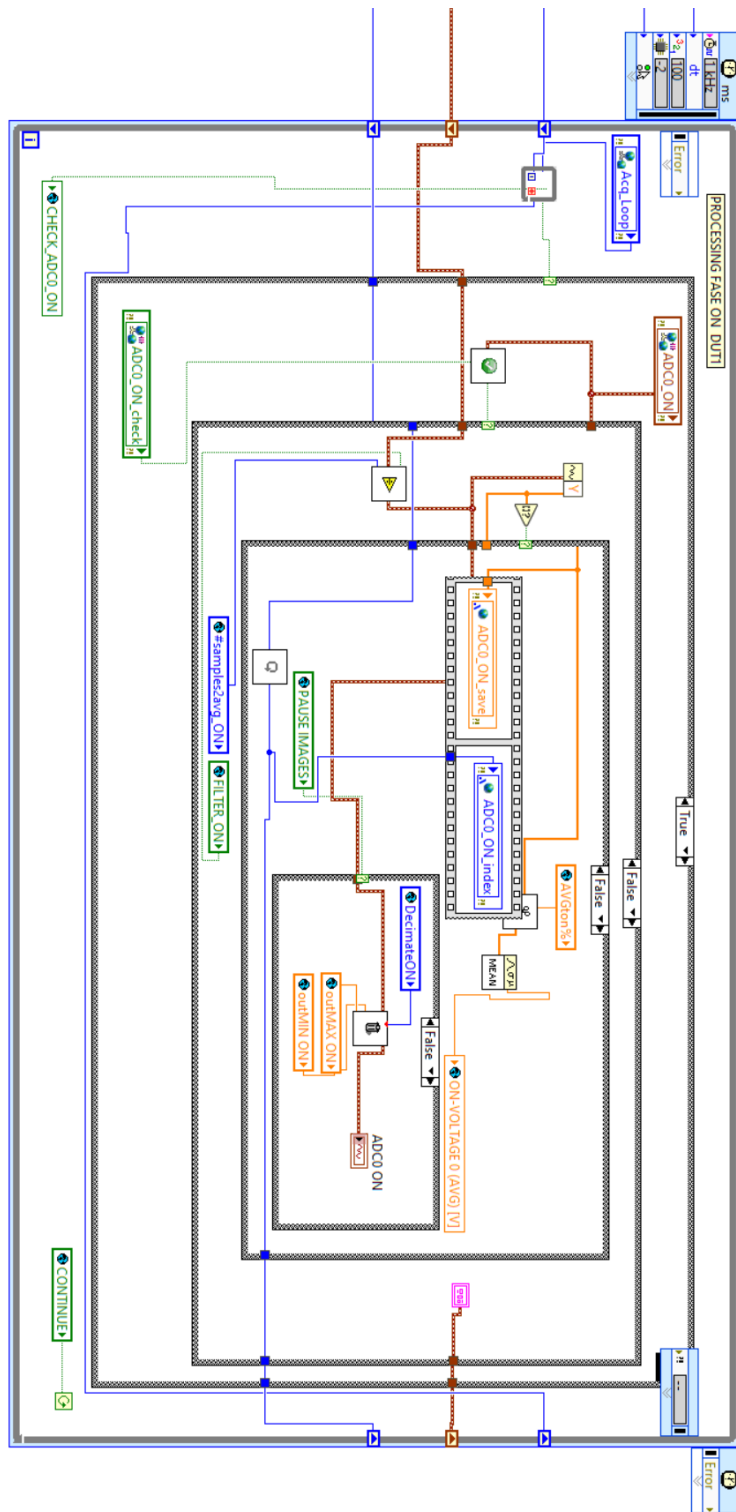 ms
1 kHz
dt
100
-2
Error
PROCESSING FASE ON DUT1
Acq_Loop
i
CHECK_ADC0_ON
ADC0_ON
ADC0_ON_check
True
False
False
Y
ADC0_ON_save
ADC0_ON_index
#samples2avg_ON
FILTER_ON
PAUSE IMAGES
AVGton%
MEAN
ON-VOLTAGE 0 (AVG) [V]
False
DecimateON
outMAX ON
outMIN ON
ADC0 ON
CONTINUE
--
Error